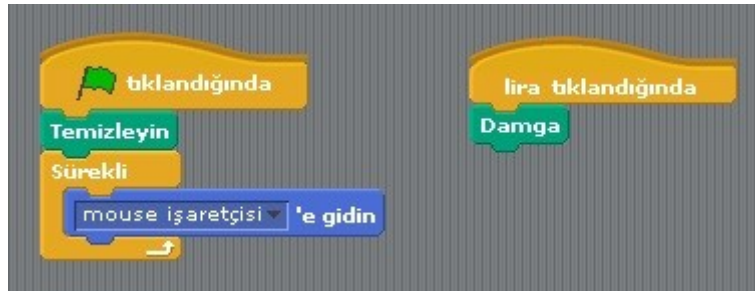 tıklandığında
Temizleyin
Sürekli
mouse işaretçisi 'e gidin
lira tıklandığında
Damga